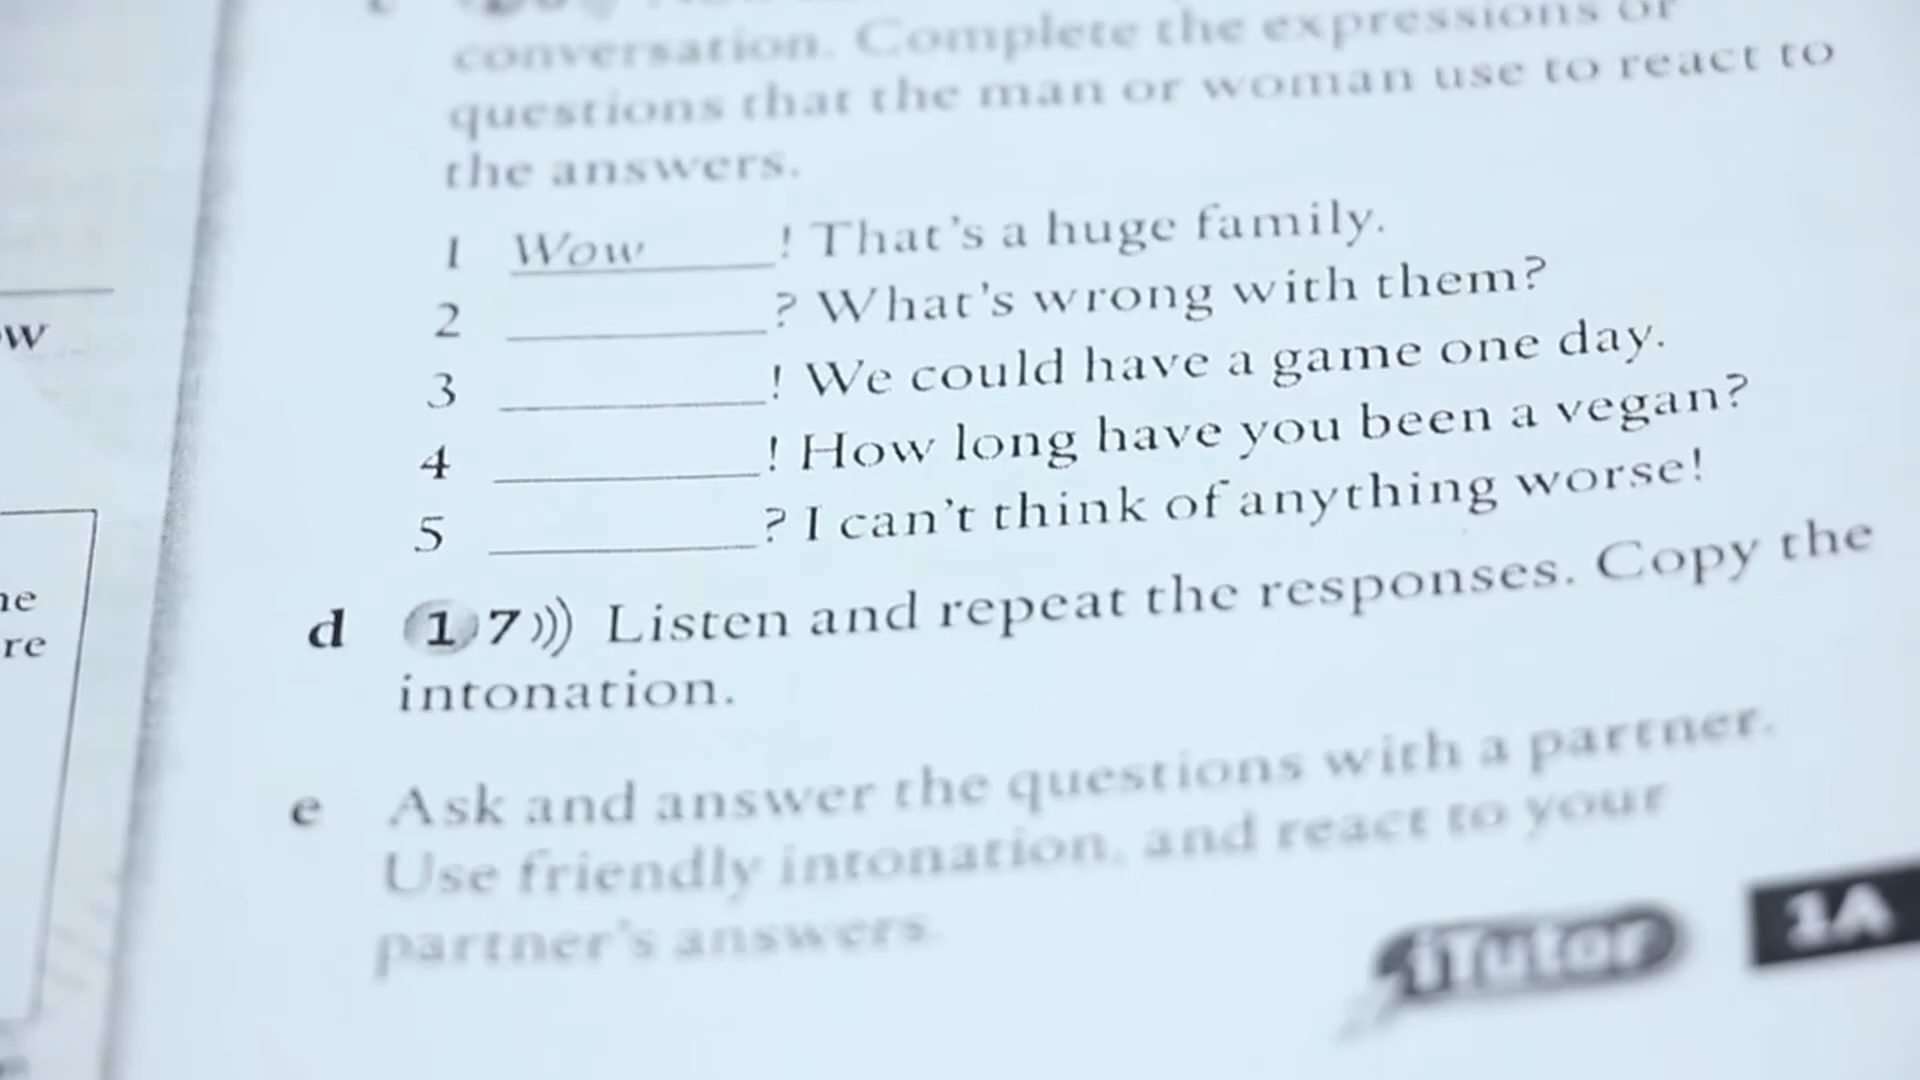 conversation. Complete the expressions or
questions that the man or woman use to react to
the answers.
1 Wow ! That's a huge family.
2 ? What's wrong with them?
3 ! We could have a game one day.
4 ! How long have you been a vegan?
5 ? I can't think of anything worse!
d 1 7))) Listen and repeat the responses. Copy the
intonation.
e Ask and answer the questions with a partner.
Use friendly intonation, and react to your
partner's answers.
iTutor 1A
w
re